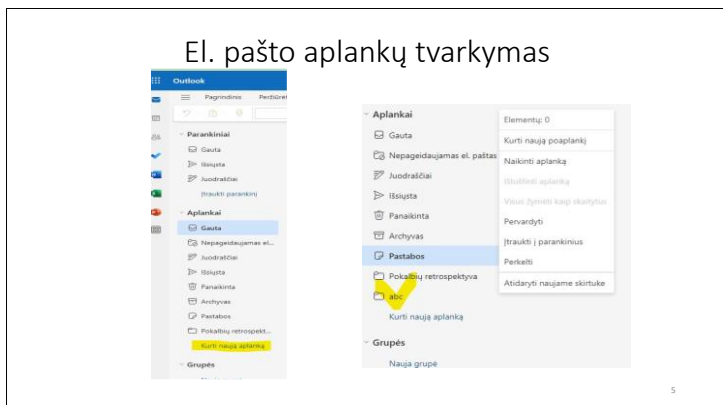 El. pašto aplankų tvarkymas
Outlook
Pagrindinis Peržiūrėt
Parankiniai
Gauta
Išsiųsta
Juodraščiai
Įtraukti parankinį
Aplankai
Gauta
Nepageidaujamas el...
Juodraščiai
Išsiųsta
Panaikinta
Archyvas
Pastabos
Pokalbių retrospekt...
Kurti naują aplanką
Grupės
Aplankai
Gauta
Nepageidaujamas el. paštas
Juodraščiai
Išsiųsta
Panaikinta
Archyvas
Pastabos
Pokalbių retrospektyva
abc
Kurti naują aplanką
Grupės
Nauja grupė
Elementų: 0
Kurti naują poaplankį
Naikinti aplanką
Ištuštinti aplanką
Visus žymėti kaip skaitytus
Pervardyti
Įtraukti į parankinius
Perkelti
Atidaryti naujame skirtuke
5